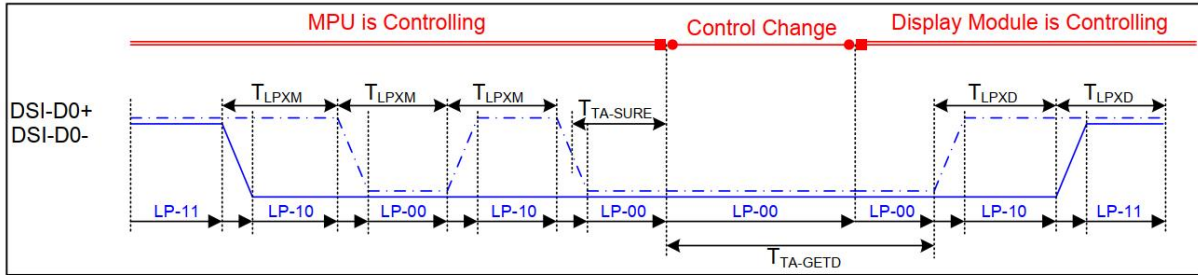 MPU is Controlling Control Change Display Module is Controlling
TLPXM TLPXM TLPXM TTA-SURE TLPXD TLPXD
DSI-D0+
DSI-D0-
LP-11 LP-10 LP-00 LP-10 LP-00 LP-00 LP-00 LP-10 LP-11
TTA-GETD